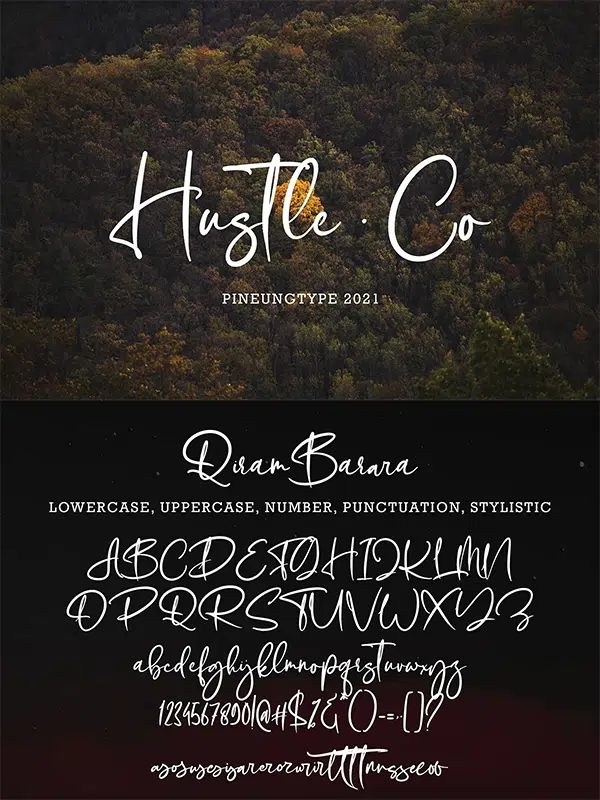 Hustle . Co
PINEUNGTYPE 2021
Qiram Barara
LOWERCASE, UPPERCASE, NUMBER, PUNCTUATION, STYLISTIC
ABCDEFGHIJKLMN
OPQRSTUVWXYZ
abcdefghijklmnopqrstuvwxyz
1234567890!@#$%&*()-=:.[]?